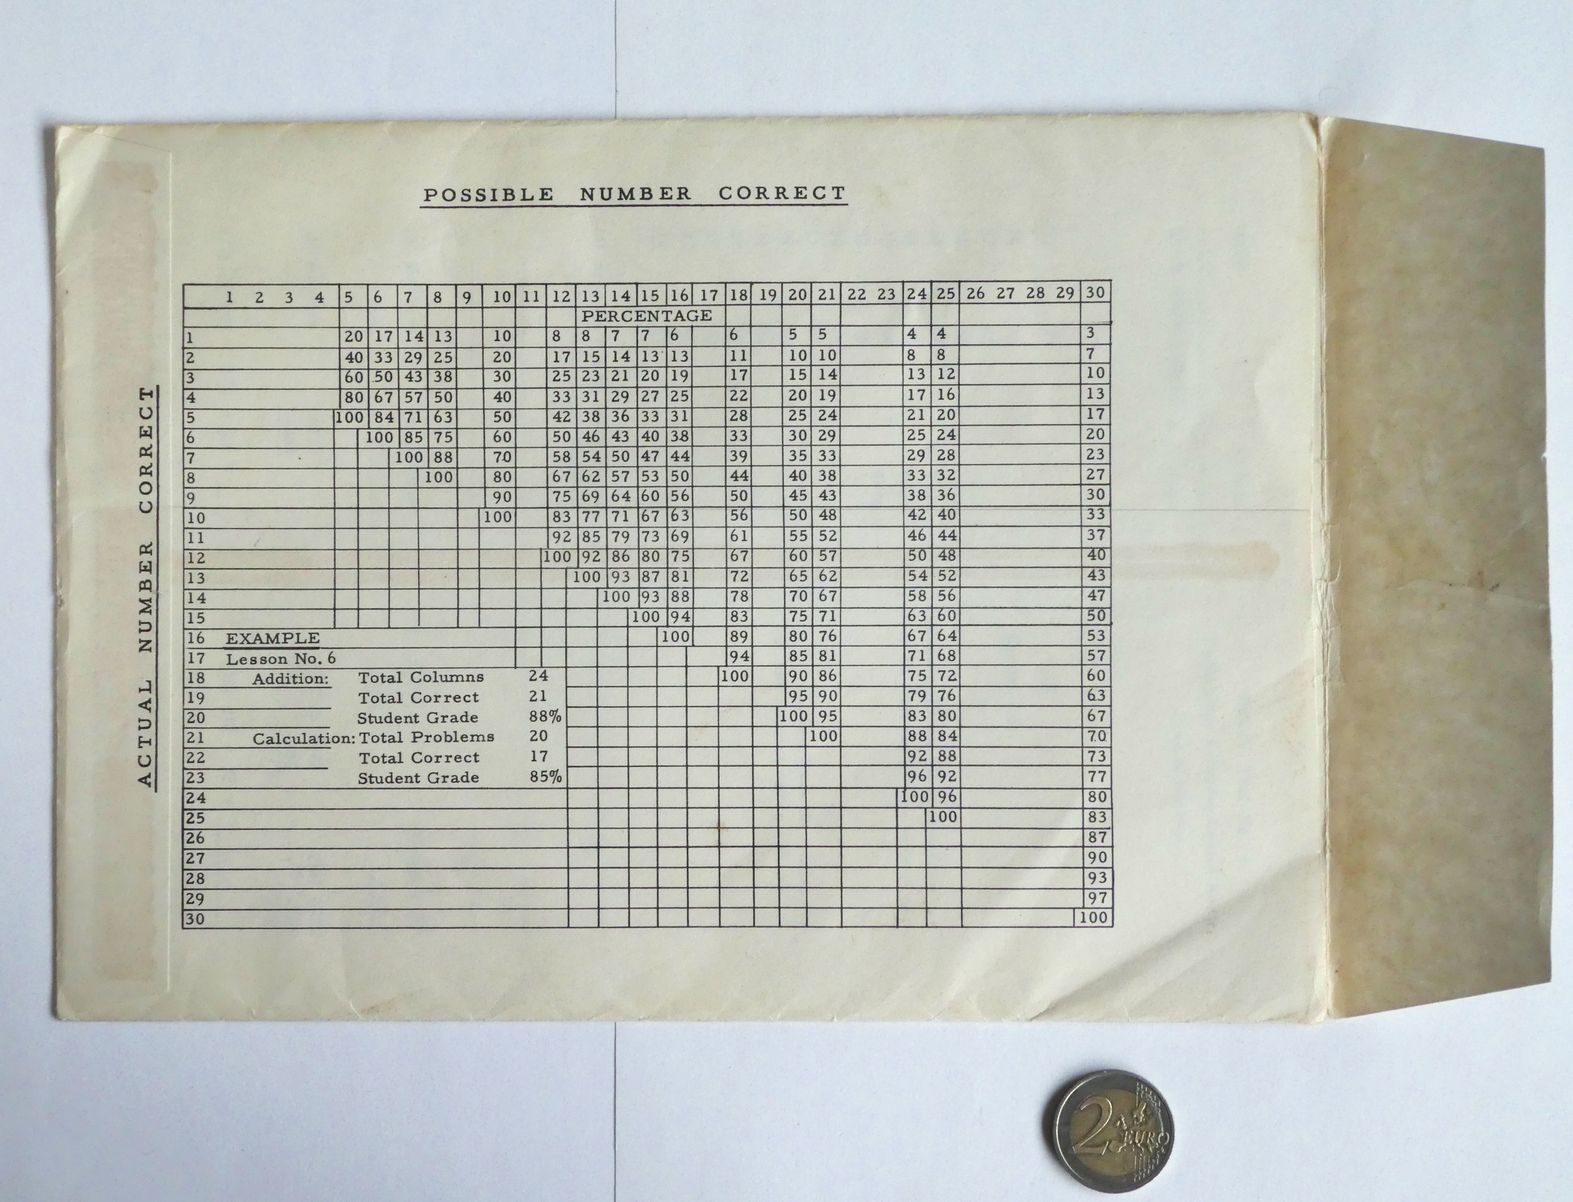 POSSIBLE NUMBER CORRECT
ACTUAL NUMBER CORRECT
1 2 3 4 5 6 7 8 9 10 11 12 13 14 15 16 17 18 19 20 21 22 23 24 25 26 27 28 29 30
PERCENTAGE
1 20 17 14 13 10 8 8 7 7 6 6 5 5 4 4 3
2 40 33 29 25 20 17 15 14 13 13 11 10 10 8 8 7
3 60 50 43 38 30 25 23 21 20 19 17 15 14 13 12 10
4 80 67 57 50 40 33 31 29 27 25 22 20 19 17 16 13
5 100 84 71 63 50 42 38 36 33 31 28 25 24 21 20 17
6 100 85 75 60 50 46 43 40 38 33 30 29 25 24 20
7 100 88 70 58 54 50 47 44 39 35 33 29 28 23
8 100 80 67 62 57 53 50 44 40 38 33 32 27
9 90 75 69 64 60 56 50 45 43 38 36 30
10 100 83 77 71 67 63 56 50 48 42 40 33
11 92 85 79 73 69 61 55 52 46 44 37
12 100 92 86 80 75 67 60 57 50 48 40
13 100 93 87 81 72 65 62 54 52 43
14 100 93 88 78 70 67 58 56 47
15 100 94 83 75 71 63 60 50
16 EXAMPLE 100 89 80 76 67 64 53
17 Lesson No. 6 94 85 81 71 68 57
18 Addition: Total Columns 24 100 90 86 75 72 60
19 Total Correct 21 95 90 79 76 63
20 Student Grade 88% 100 95 83 80 67
21 Calculation: Total Problems 20 100 88 84 70
22 Total Correct 17 92 88 73
23 Student Grade 85% 96 92 77
24 100 96 80
25 100 83
26 87
27 90
28 93
29 97
30 100
2 EURO